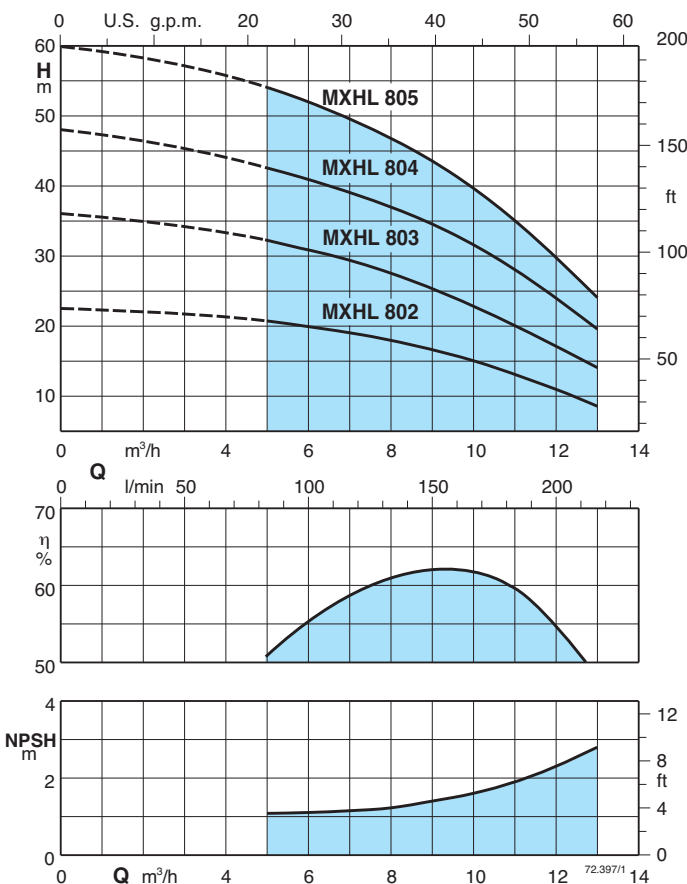 0 U.S. g.p.m. 20 30 40 50 60
60 200
H
m
MXHL 805
50
150
MXHL 804
40
ft
MXHL 803
30 100
MXHL 802
20
50
10
0 m³/h 4 6 8 10 12 14
Q
0 l/min 50 100 150 200
70
η
%
60
50
4 12
NPSH
m
8
ft
2
4
0 0
72.397/1
0 Q m³/h 4 6 8 10 12 14